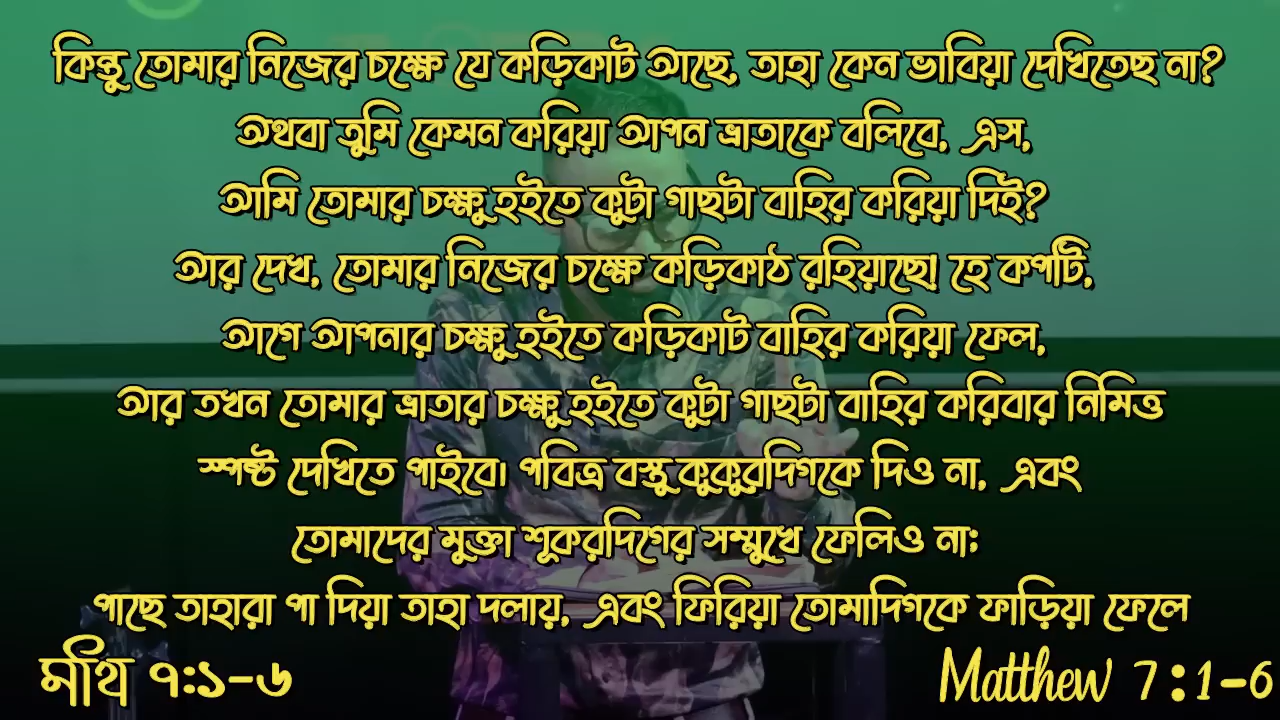 কিন্তু তোমার নিজের চক্ষে যে কড়িকাট আছে, তাহা কেন ভাবিয়া দেখিতেছ না?
অথবা তুমি কেমন করিয়া আপন ভ্রাতাকে বলিবে, এস,
আমি তোমার চক্ষু হইতে কুটা গাছটা বাহির করিয়া দিই?
আর দেখ, তোমার নিজের চক্ষে কড়িকাঠ রহিয়াছে! হে কপটি,
আগে আপনার চক্ষু হইতে কড়িকাট বাহির করিয়া ফেল,
আর তখন তোমার ভ্রাতার চক্ষু হইতে কুটা গাছটা বাহির করিবার নিমিত্ত
স্পষ্ট দেখিতে পাইবে। পবিত্র বস্তু কুকুরদিগকে দিও না, এবং
তোমাদের মুক্তা শূকরদিগের সম্মুখে ফেলিও না;
পাছে তাহারা পা দিয়া তাহা দলায়, এবং ফিরিয়া তোমাদিগকে ফাড়িয়া ফেলে
মথি ৭:১-৬
Matthew 7:1-6